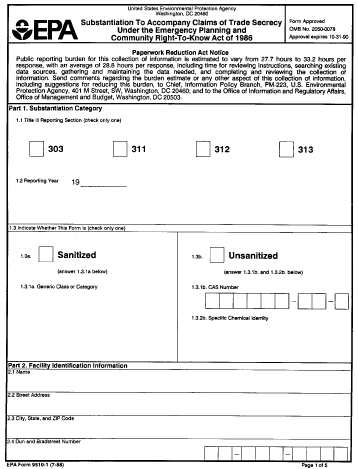 United States Environmental Protection Agency
Washington, DC 20460
EPA
Substantiation To Accompany Claims of Trade Secrecy
Under the Emergency Planning and
Community Right-To-Know Act of 1986
Form Approved
OMB No. 2050-0078
Approval expires 10-31-90
Paperwork Reduction Act Notice
Public reporting burden for this collection of information is estimated to vary from 27.7 hours to 33.2 hours per
response, with an average of 28.8 hours per response, including time for reviewing instructions, searching existing
data sources, gathering and maintaining the data needed, and completing and reviewing the collection of
information. Send comments regarding the burden estimate or any other aspect of this collection of information,
including suggestions for reducing this burden, to Chief, Information Policy Branch, PM-223, U.S. Environmental
Protection Agency, 401 M Street, SW, Washington, DC 20460; and to the Office of Information and Regulatory Affairs,
Office of Management and Budget, Washington, DC 20503.
Part 1. Substantiation Category
1.1 Title III Reporting Section (check only one)
303 311 312 313
1.2 Reporting Year 19
1.3 Indicate Whether This Form is (check only one)
1.3a. Sanitized
(answer 1.3.1a below)
1.3.1a. Generic Class or Category
1.3b. Unsanitized
(answer 1.3.1b. and 1.3.2b. below)
1.3.1b. CAS Number
1.3.2b. Specific Chemical Identity
Part 2. Facility Identification Information
2.1 Name
2.2 Street Address
2.3 City, State, and ZIP Code
2.4 Dun and Bradstreet Number
EPA Form 9510-1 (7-88) Page 1 of 5